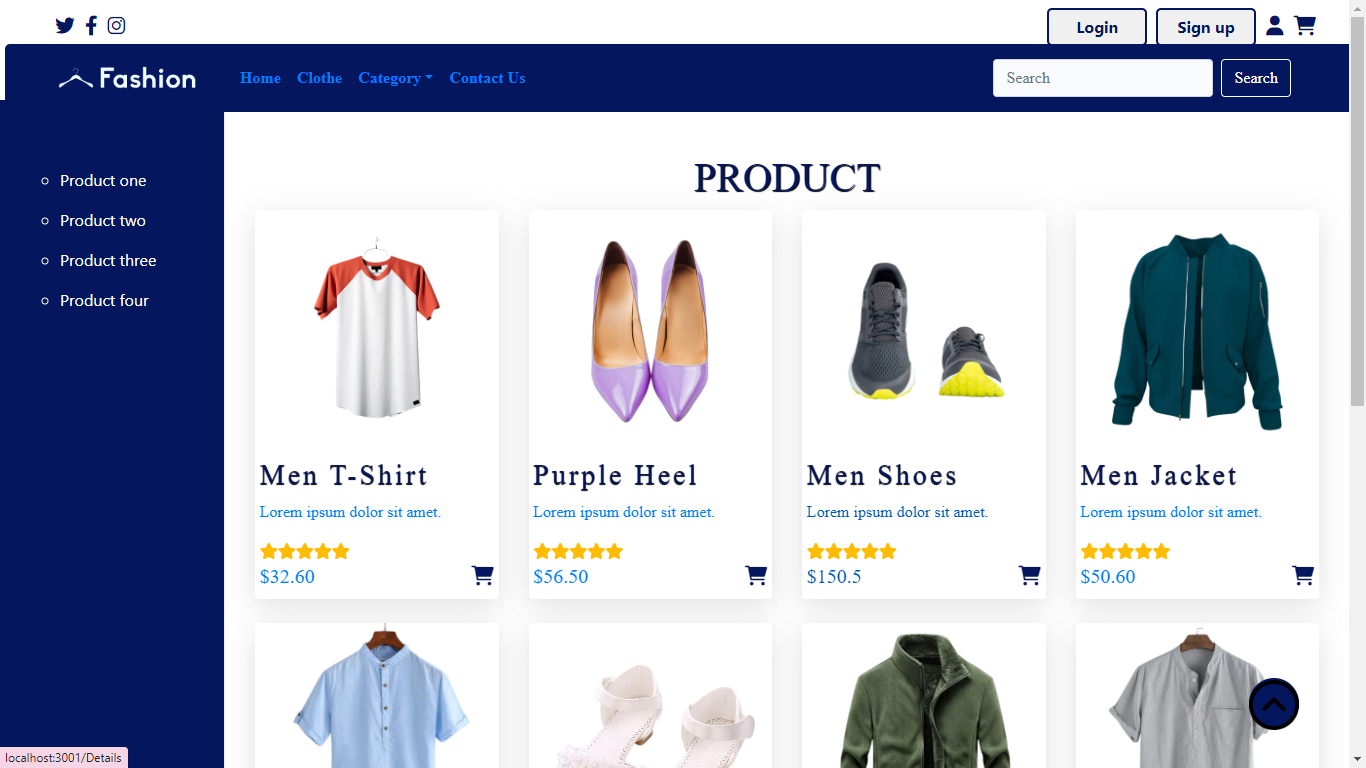 Login Sign up
Fashion Home Clothe Category Contact Us Search Search
Product one
Product two
Product three
Product four
PRODUCT
Men T-Shirt
Lorem ipsum dolor sit amet.
$32.60
Purple Heel
Lorem ipsum dolor sit amet.
$56.50
Men Shoes
Lorem ipsum dolor sit amet.
$150.5
Men Jacket
Lorem ipsum dolor sit amet.
$50.60
localhost:3001/Details